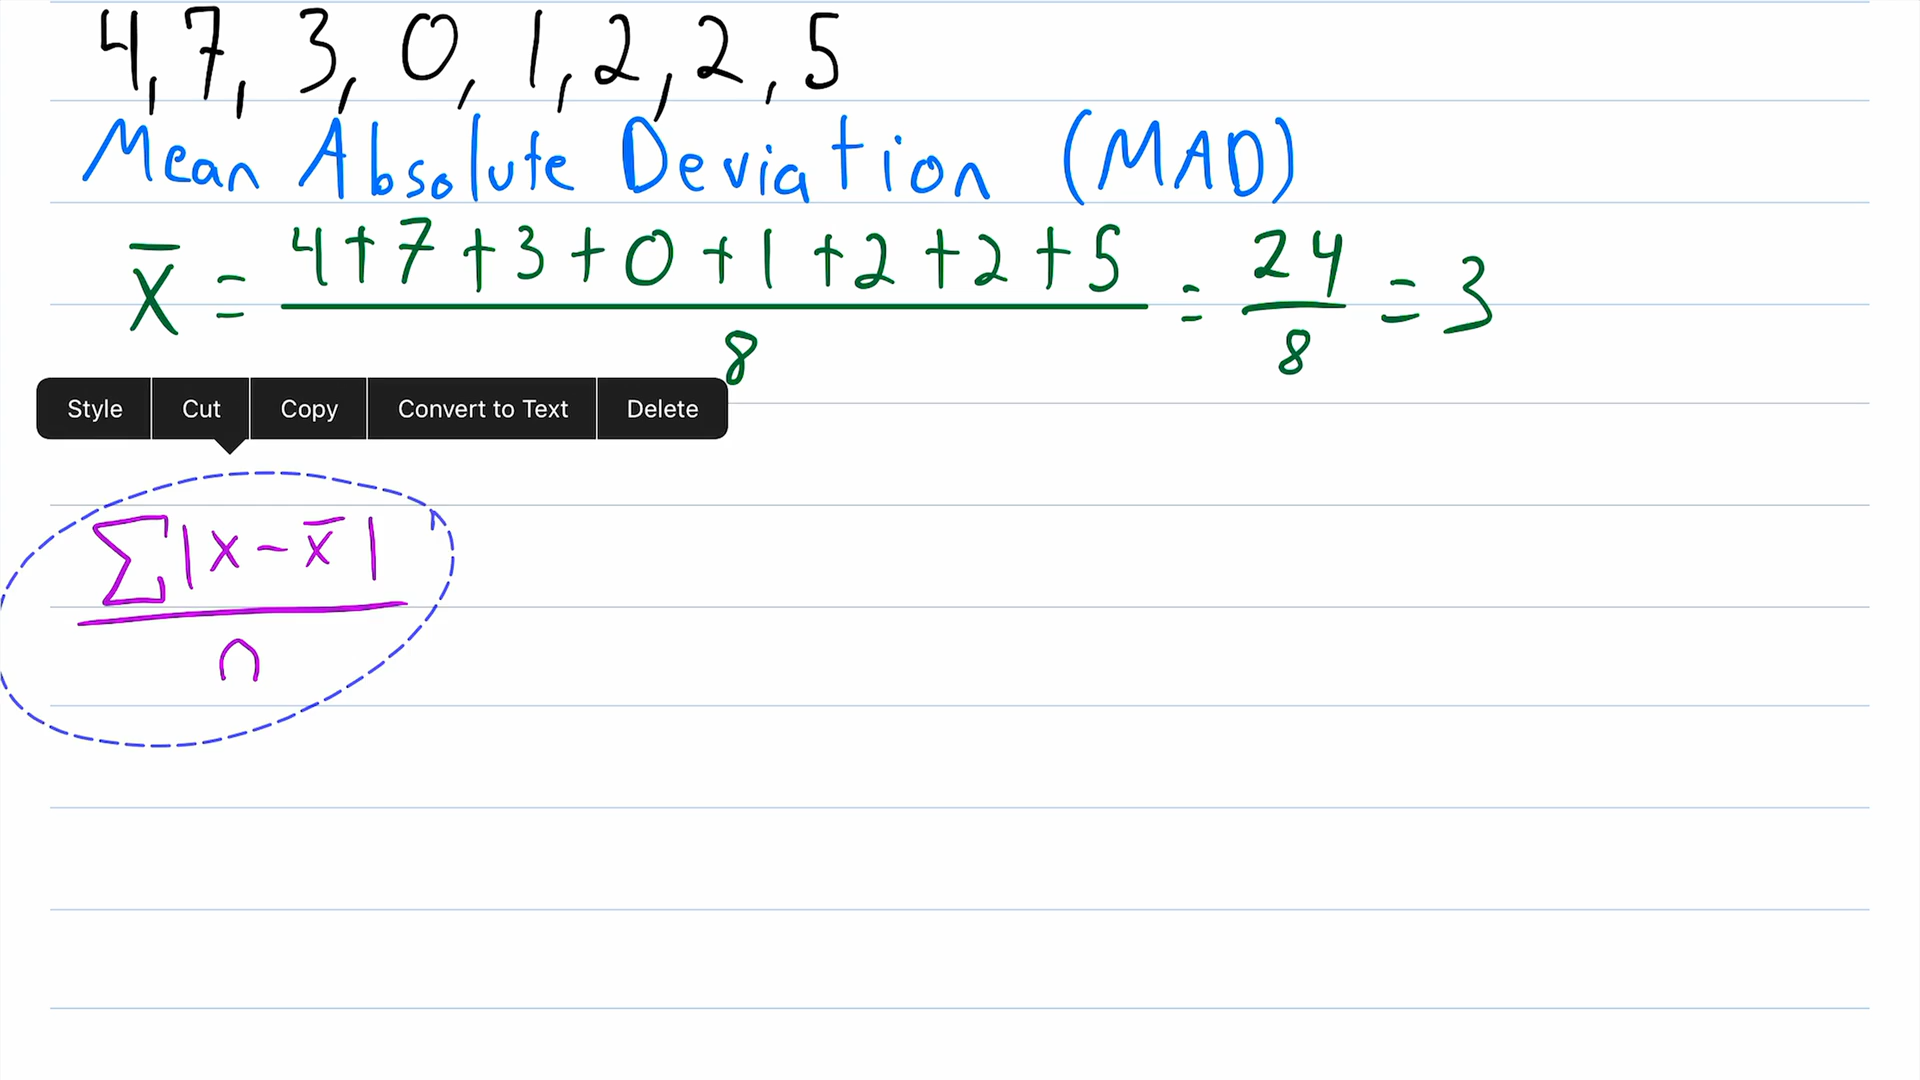 4, 7, 3, 0, 1, 2, 2, 5
Mean Absolute Deviation (MAD)
x̄ = (4+7+3+0+1+2+2+5)/8 = 24/8 = 3
Style Cut Copy Convert to Text Delete
∑|x-x̄|
n